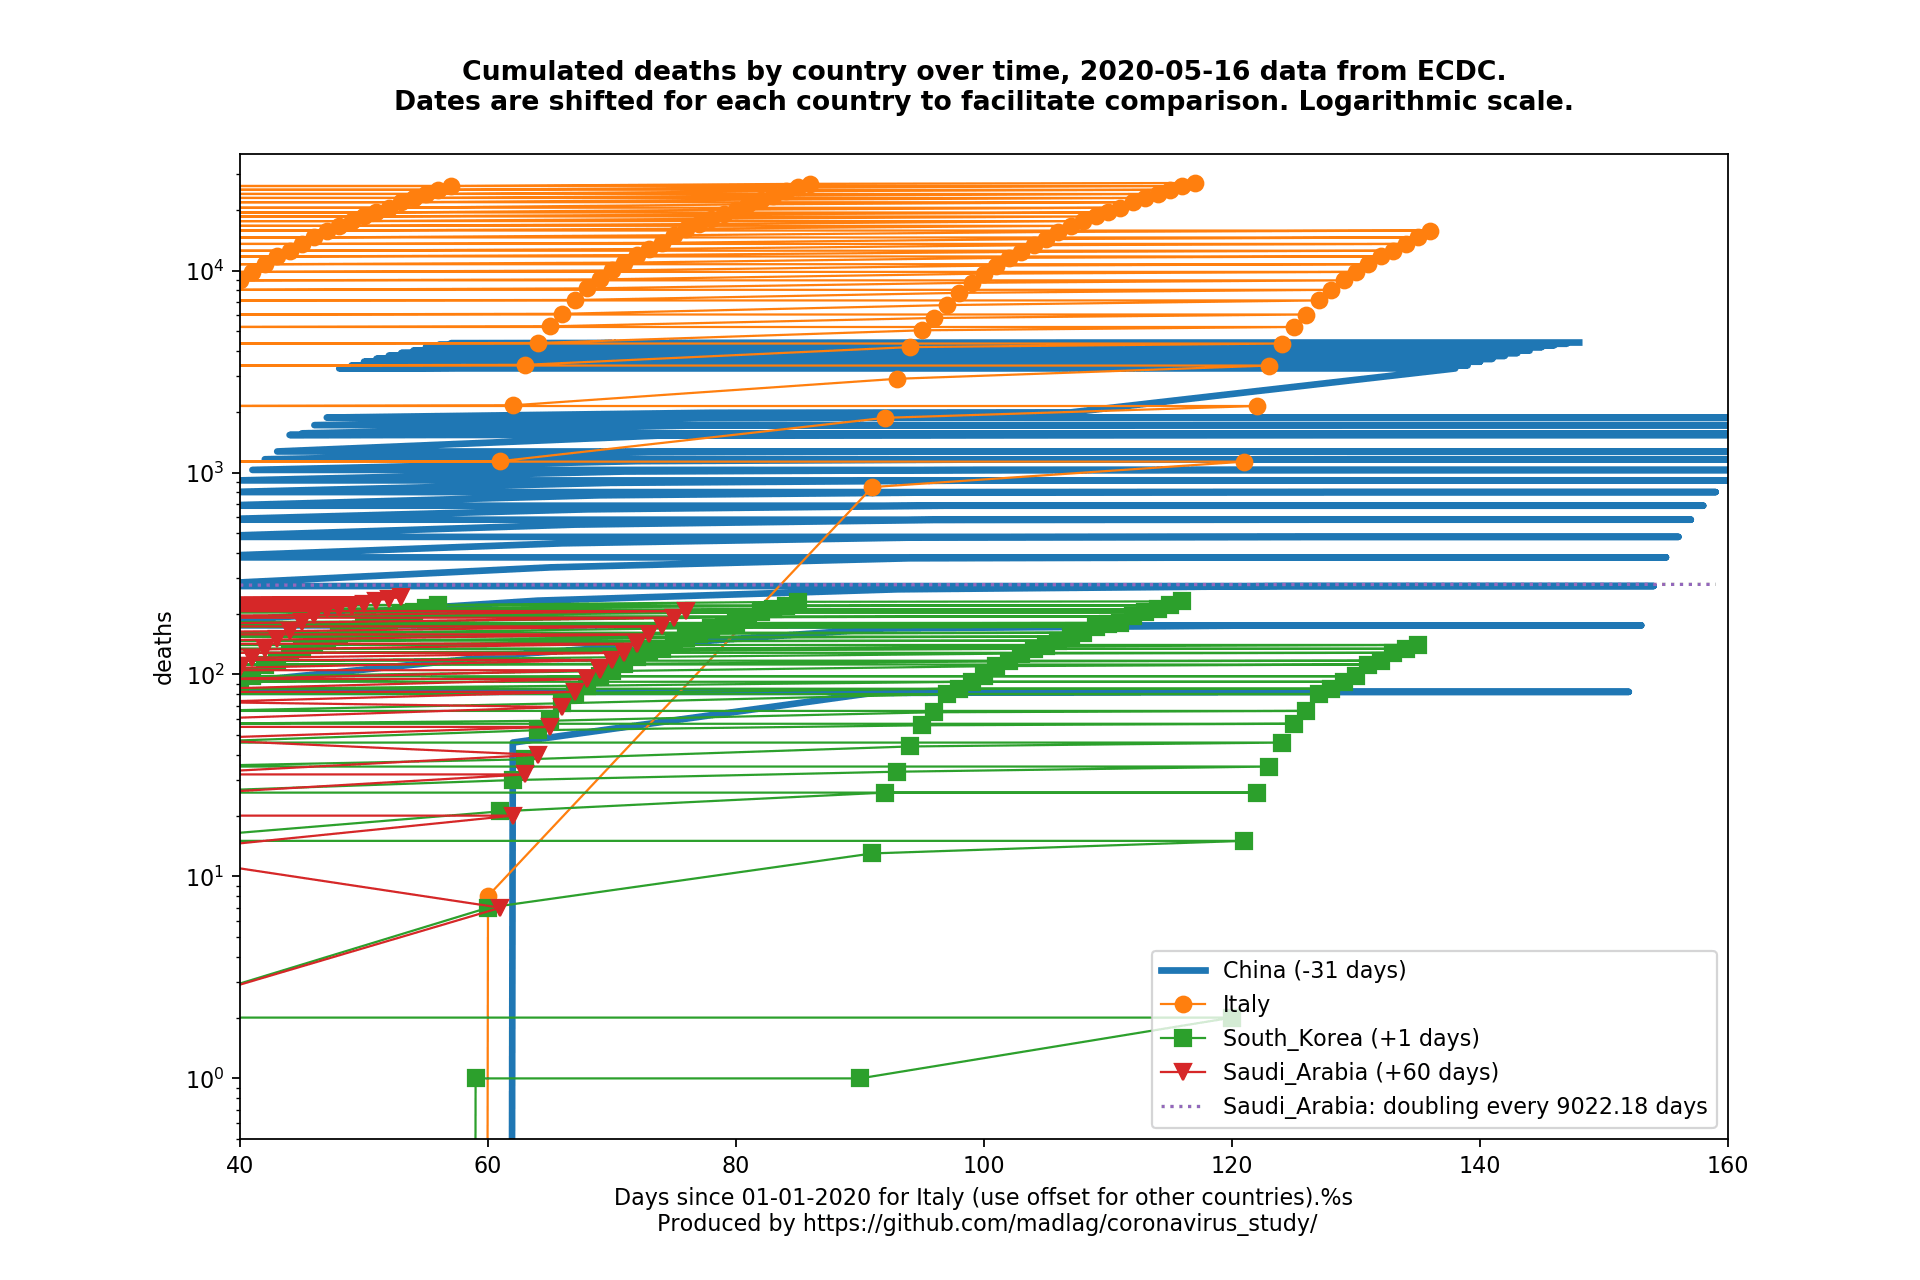 Cumulated deaths by country over time, 2020-05-16 data from ECDC.
Dates are shifted for each country to facilitate comparison. Logarithmic scale.
deaths
10^4
10^3
10^2
10^1
10^0
China (-31 days)
Italy
South_Korea (+1 days)
Saudi_Arabia (+60 days)
Saudi_Arabia: doubling every 9022.18 days
40 60 80 100 120 140 160
Days since 01-01-2020 for Italy (use offset for other countries).%s
Produced by https://github.com/madlag/coronavirus_study/